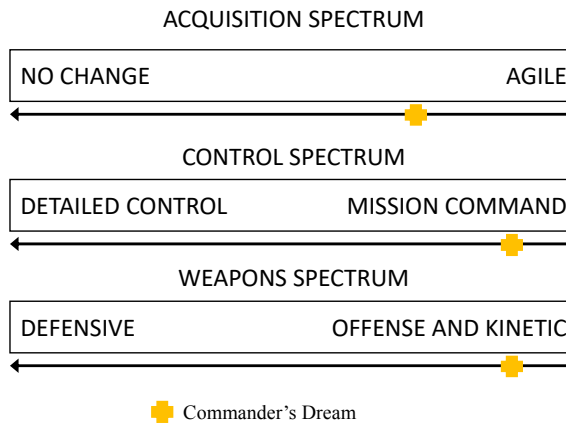 ACQUISITION SPECTRUM
NO CHANGE AGILE
CONTROL SPECTRUM
DETAILED CONTROL MISSION COMMAND
WEAPONS SPECTRUM
DEFENSIVE OFFENSE AND KINETIC
Commander’s Dream